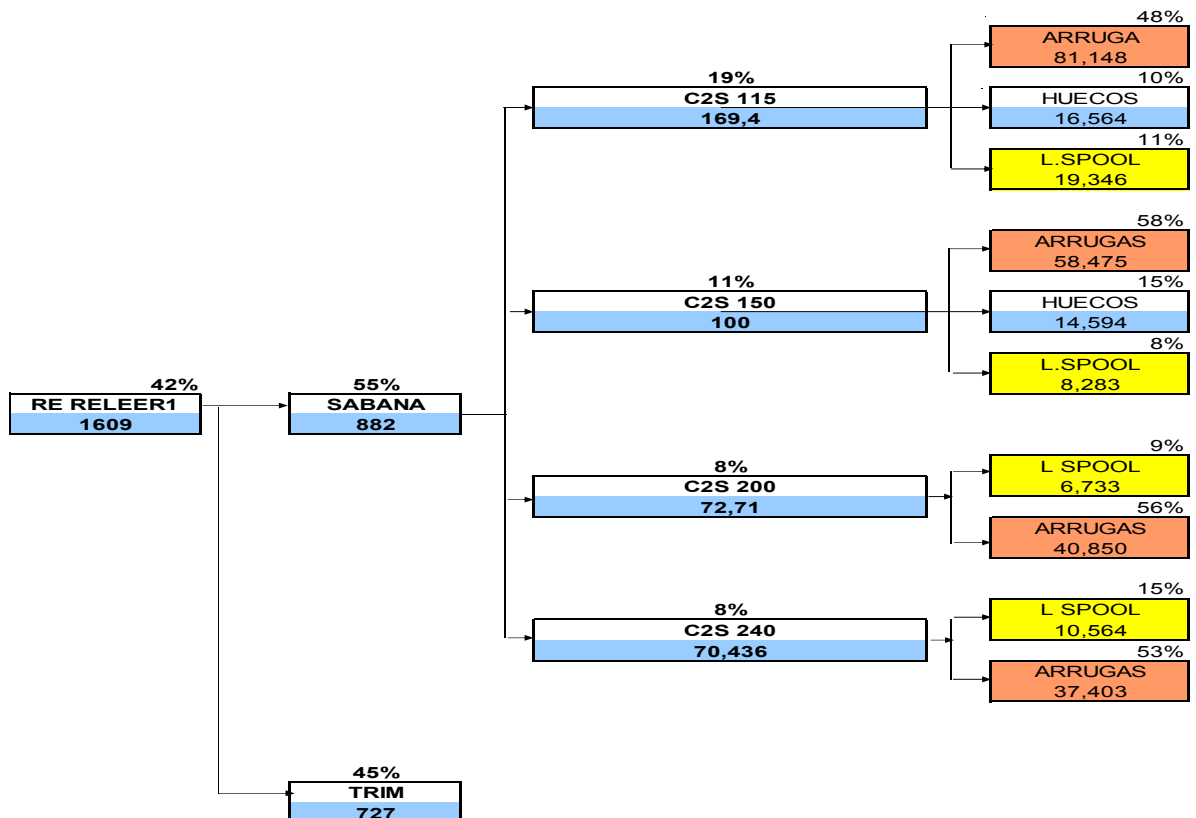 48%
ARRUGA
81,148
19%
C2S 115
169,4
10%
HUECOS
16,564
11%
L.SPOOL
19,346
58%
ARRUGAS
58,475
11%
C2S 150
100
15%
HUECOS
14,594
8%
L.SPOOL
8,283
42%
RE RELEER1
1609
55%
SABANA
882
8%
C2S 200
72,71
9%
L SPOOL
6,733
56%
ARRUGAS
40,850
8%
C2S 240
70,436
15%
L SPOOL
10,564
53%
ARRUGAS
37,403
45%
TRIM
727